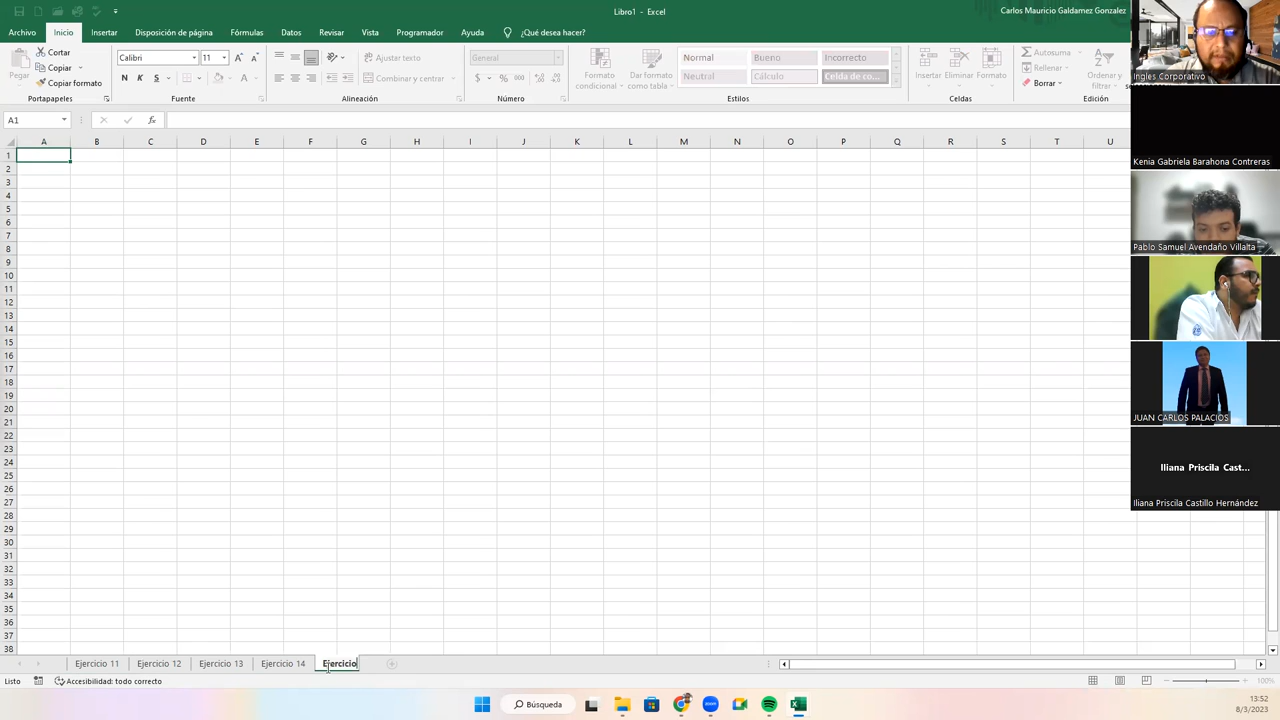 Libro1 - Excel
Carlos Mauricio Galdamez Gonzalez
Archivo Inicio Insertar Disposición de página Fórmulas Datos Revisar Vista Programador Ayuda ¿Qué desea hacer?
Pegar
Cortar
Copiar
Copiar formato
Portapapeles
Calibri 11
N K S
Fuente
Ajustar texto
Combinar y centrar
Alineación
General
$ % 000
Número
Formato condicional
Dar formato como tabla
Normal Bueno Incorrecto
Neutral Cálculo Celda de co...
Estilos
Insertar Eliminar Formato
Celdas
Autosuma
Rellenar
Borrar
Ordenar y
filtrar
Edición
A1
fx
A B C D E F G H I J K L M N O P Q R S T U
1
2
3
4
5
6
7
8
9
10
11
12
13
14
15
16
17
18
19
20
21
22
23
24
25
26
27
28
29
30
31
32
33
34
35
36
37
38
Ingles Corporativo
Kenia Gabriela Barahona Contreras
Pablo Samuel Avendaño Villalta
JUAN CARLOS PALACIOS
Iliana Priscila Cast...
Iliana Priscila Castillo Hernández
Ejercicio 11 Ejercicio 12 Ejercicio 13 Ejercicio 14 Ejercicio
Listo Accesibilidad: todo correcto 100%
Búsqueda
zoom
13:52
8/3/2023